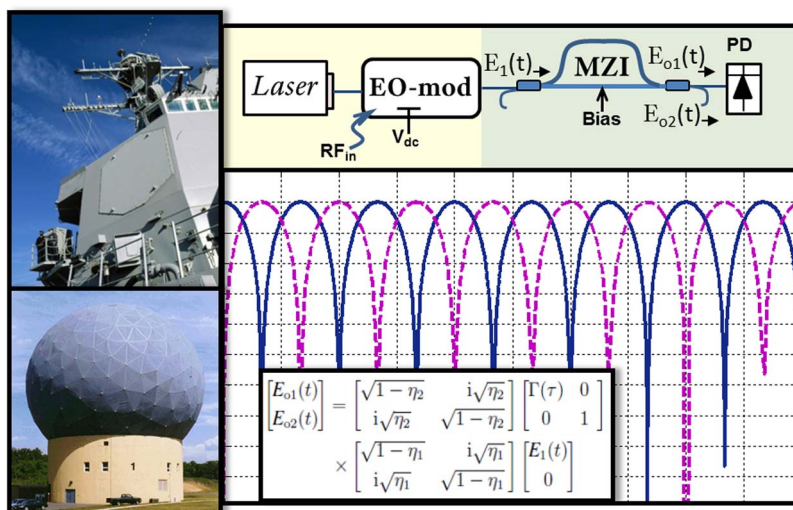 Laser
EO-mod
RFin
Vdc
E1(t)
MZI
Bias
Eo1(t)
Eo2(t)
PD
[Eo1(t) Eo2(t)] = [√1 − η2 i√η2 i√η2 √1 − η2] [Γ(τ) 0 0 1]
× [√1 − η1 i√η1 i√η1 √1 − η1] [E1(t) 0]
1